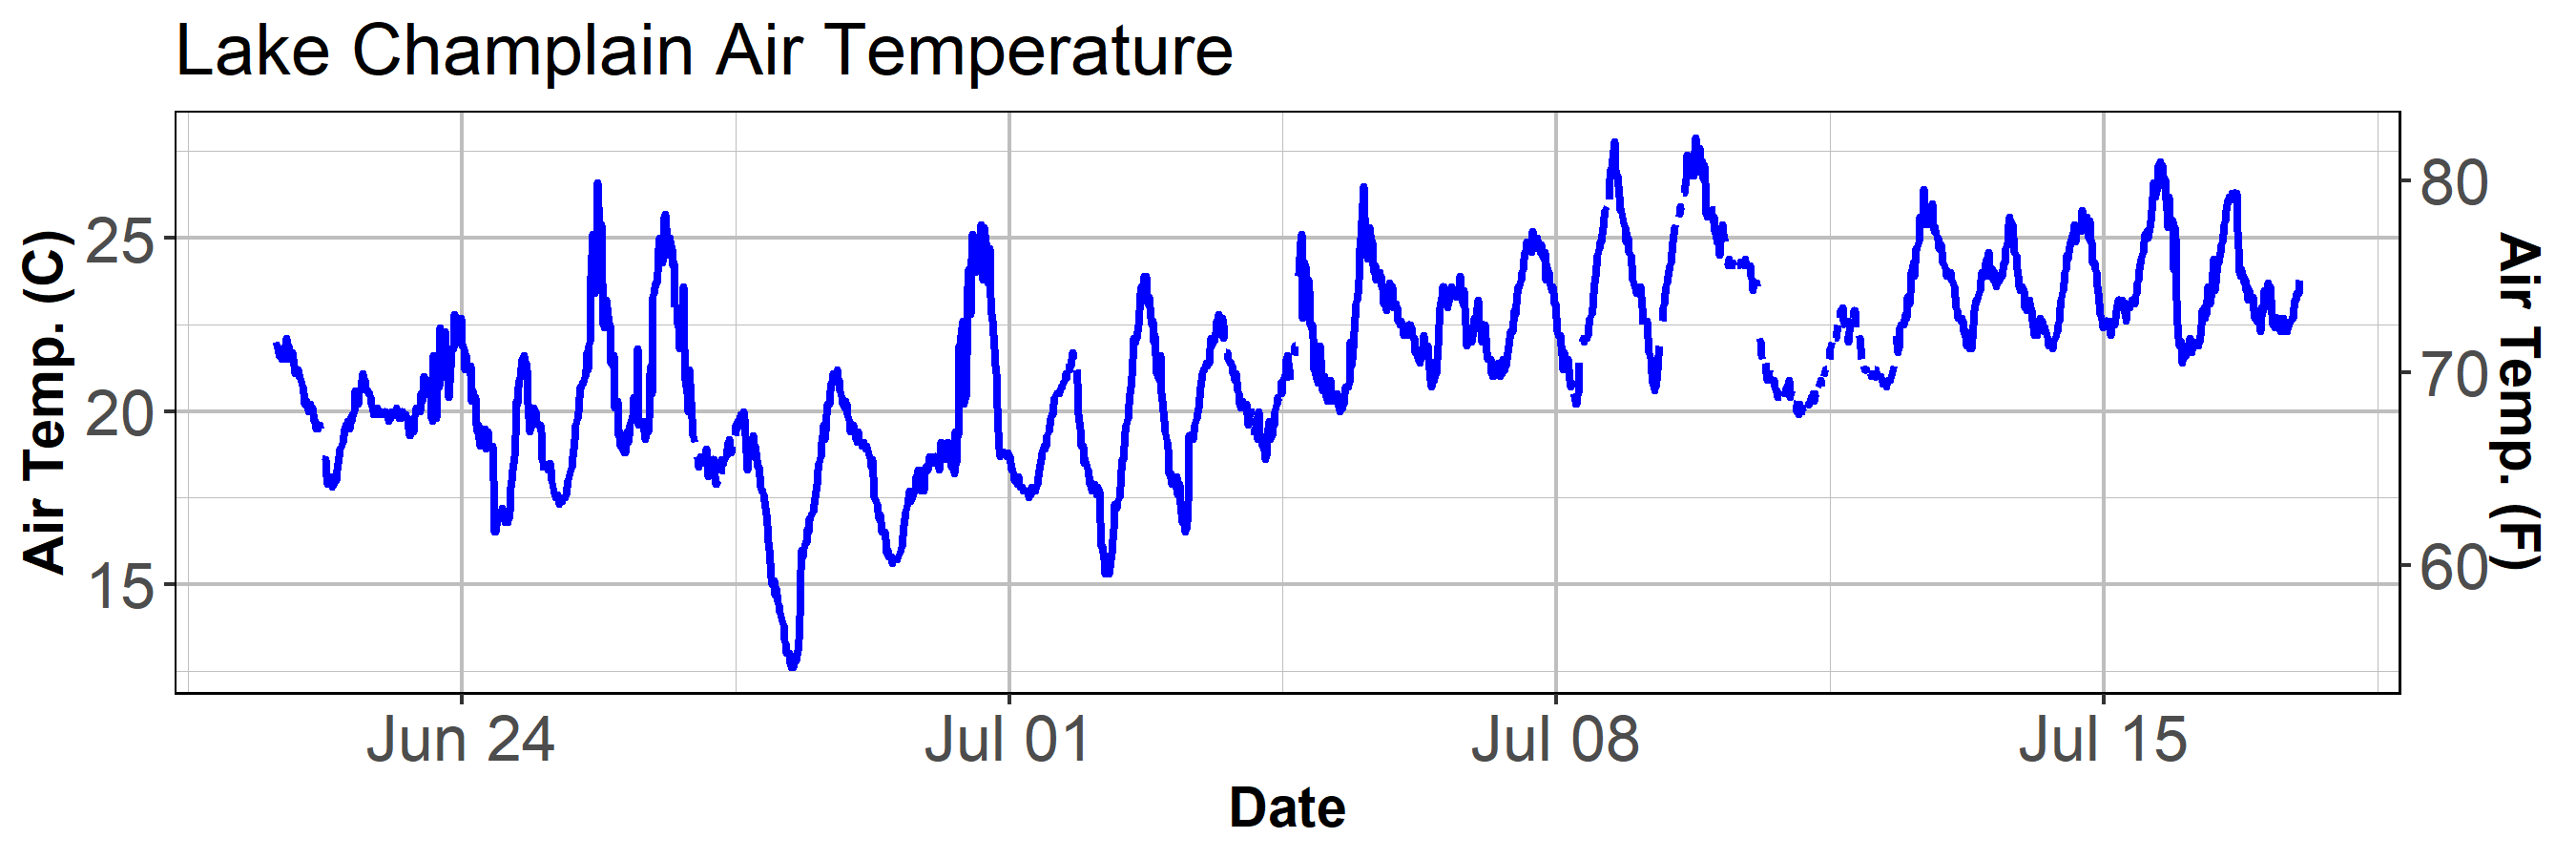 Lake Champlain Air Temperature
Air Temp. (C)
25
20
15
80
70
60
Air Temp. (F)
Jun 24
Jul 01
Jul 08
Jul 15
Date